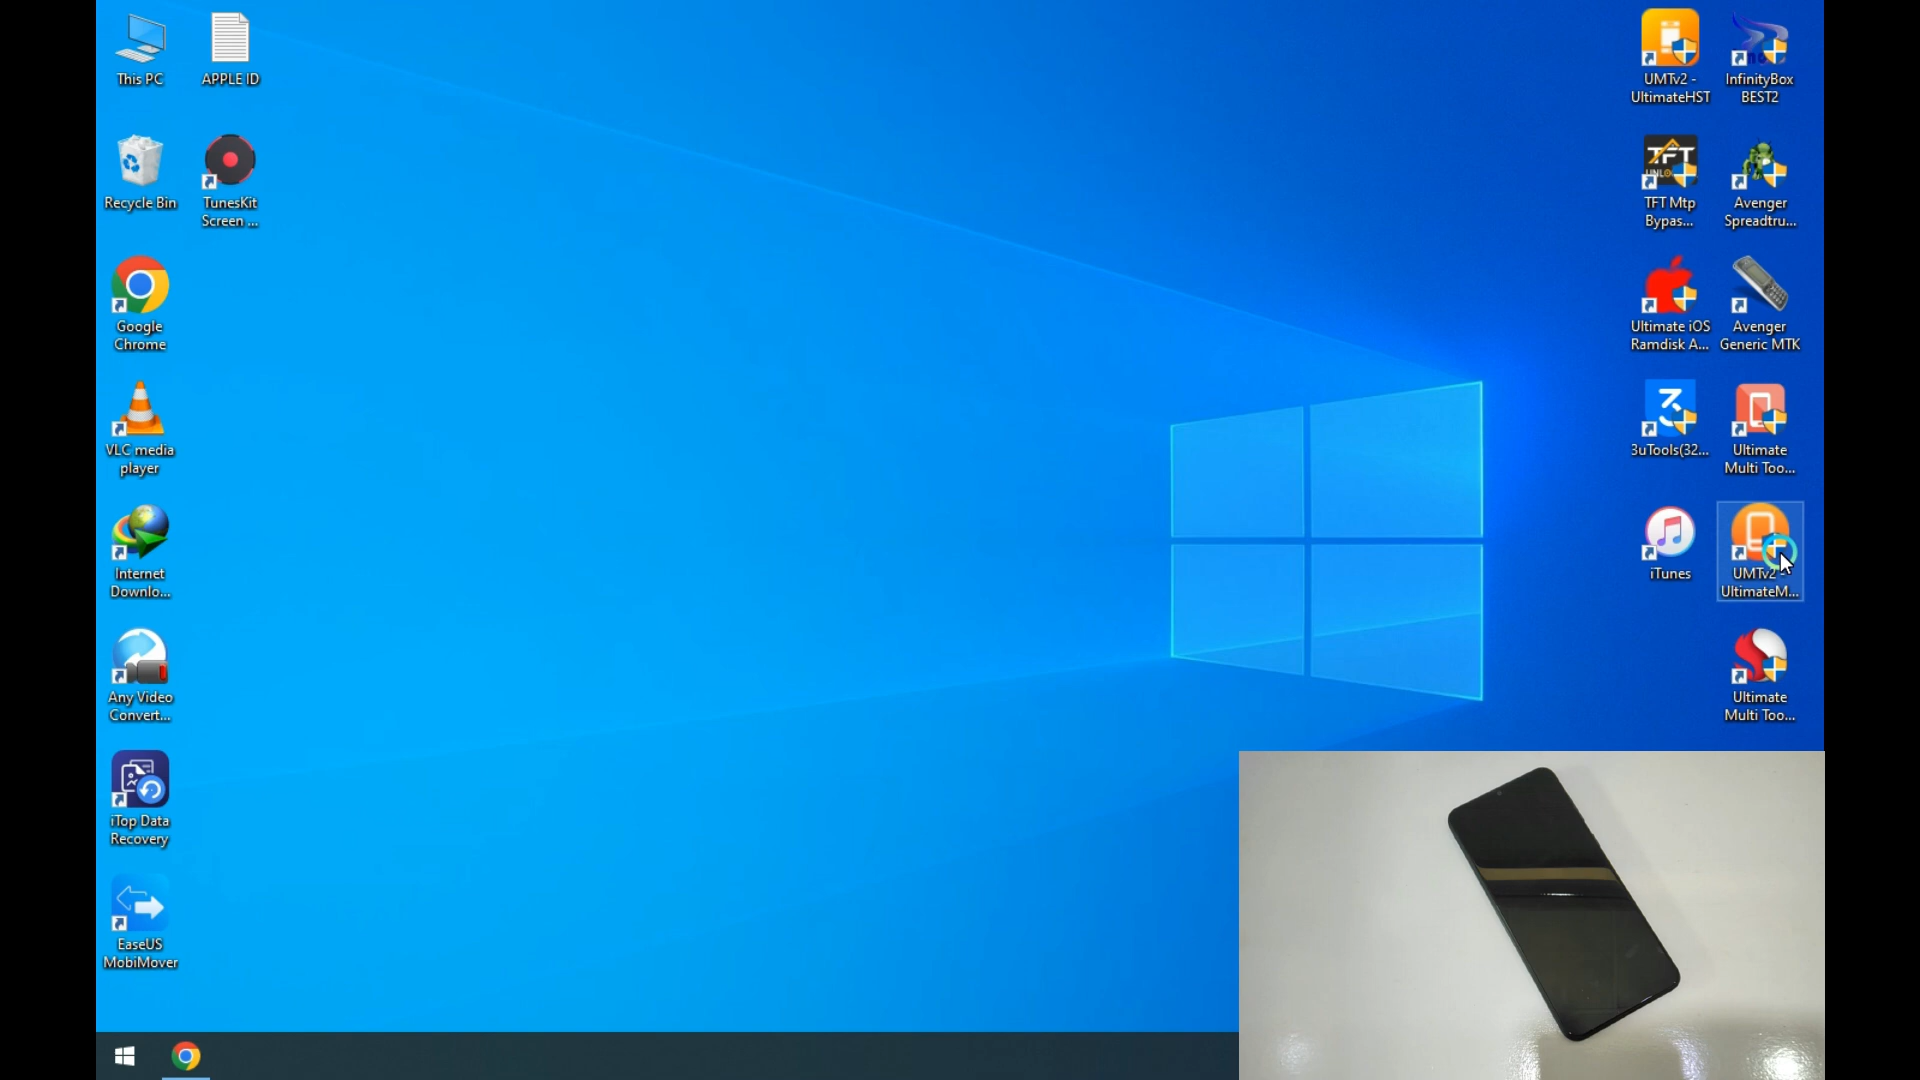 This PC
APPLE ID
Recycle Bin
TunesKit
Screen ...
Google
Chrome
VLC media
player
Internet
Downlo...
Any Video
Convert...
iTop Data
Recovery
EaseUS
MobiMover
UMTv2 -
UltimateHST
InfinityBox
BEST2
TFT
TFT Mtp
Bypas...
Avenger
Spreadtru...
Ultimate iOS
Ramdisk A...
Avenger
Generic MTK
3uTools(32...
Ultimate
Multi Too...
iTunes
UMTv2 -
UltimateM...
Ultimate
Multi Too...